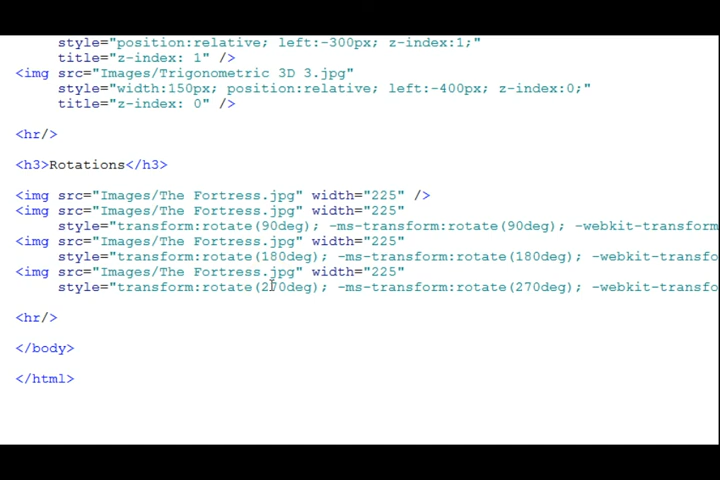 style="position:relative; left:-300px; z-index:1;"
title="z-index: 1" />
<img src="Images/Trigonometric 3D 3.jpg"
style="width:150px; position:relative; left:-400px; z-index:0;"
title="z-index: 0" />
<hr/>
<h3>Rotations</h3>
<img src="Images/The Fortress.jpg" width="225" />
<img src="Images/The Fortress.jpg" width="225"
style="transform:rotate(90deg); -ms-transform:rotate(90deg); -webkit-transform
<img src="Images/The Fortress.jpg" width="225"
style="transform:rotate(180deg); -ms-transform:rotate(180deg); -webkit-transfo
<img src="Images/The Fortress.jpg" width="225"
style="transform:rotate(270deg); -ms-transform:rotate(270deg); -webkit-transfo
<hr/>
</body>
</html>